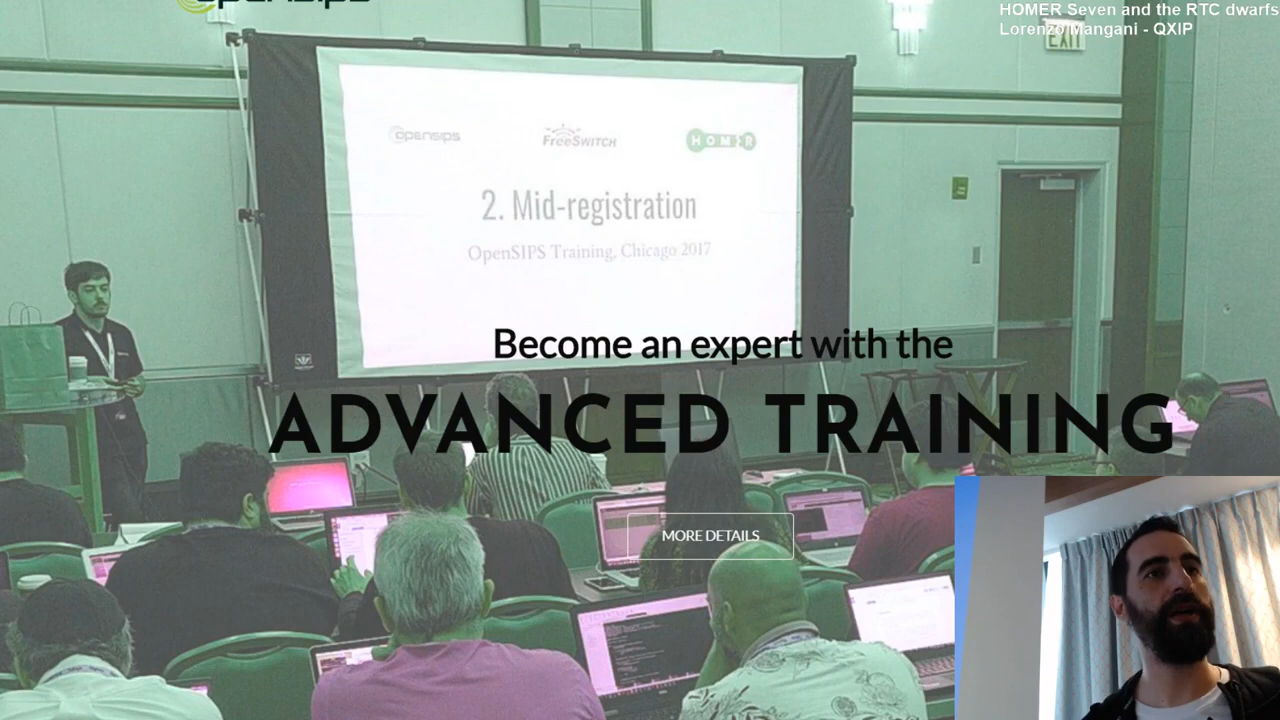 opensips
HOMER Seven and the RTC dwarfs
Lorenzo Mangani - QXIP
EXIT
opensips
FreeSWITCH
HOMER
2. Mid-registration
OpenSIPS Training, Chicago 2017
Become an expert with the
ADVANCED TRAINING
MORE DETAILS